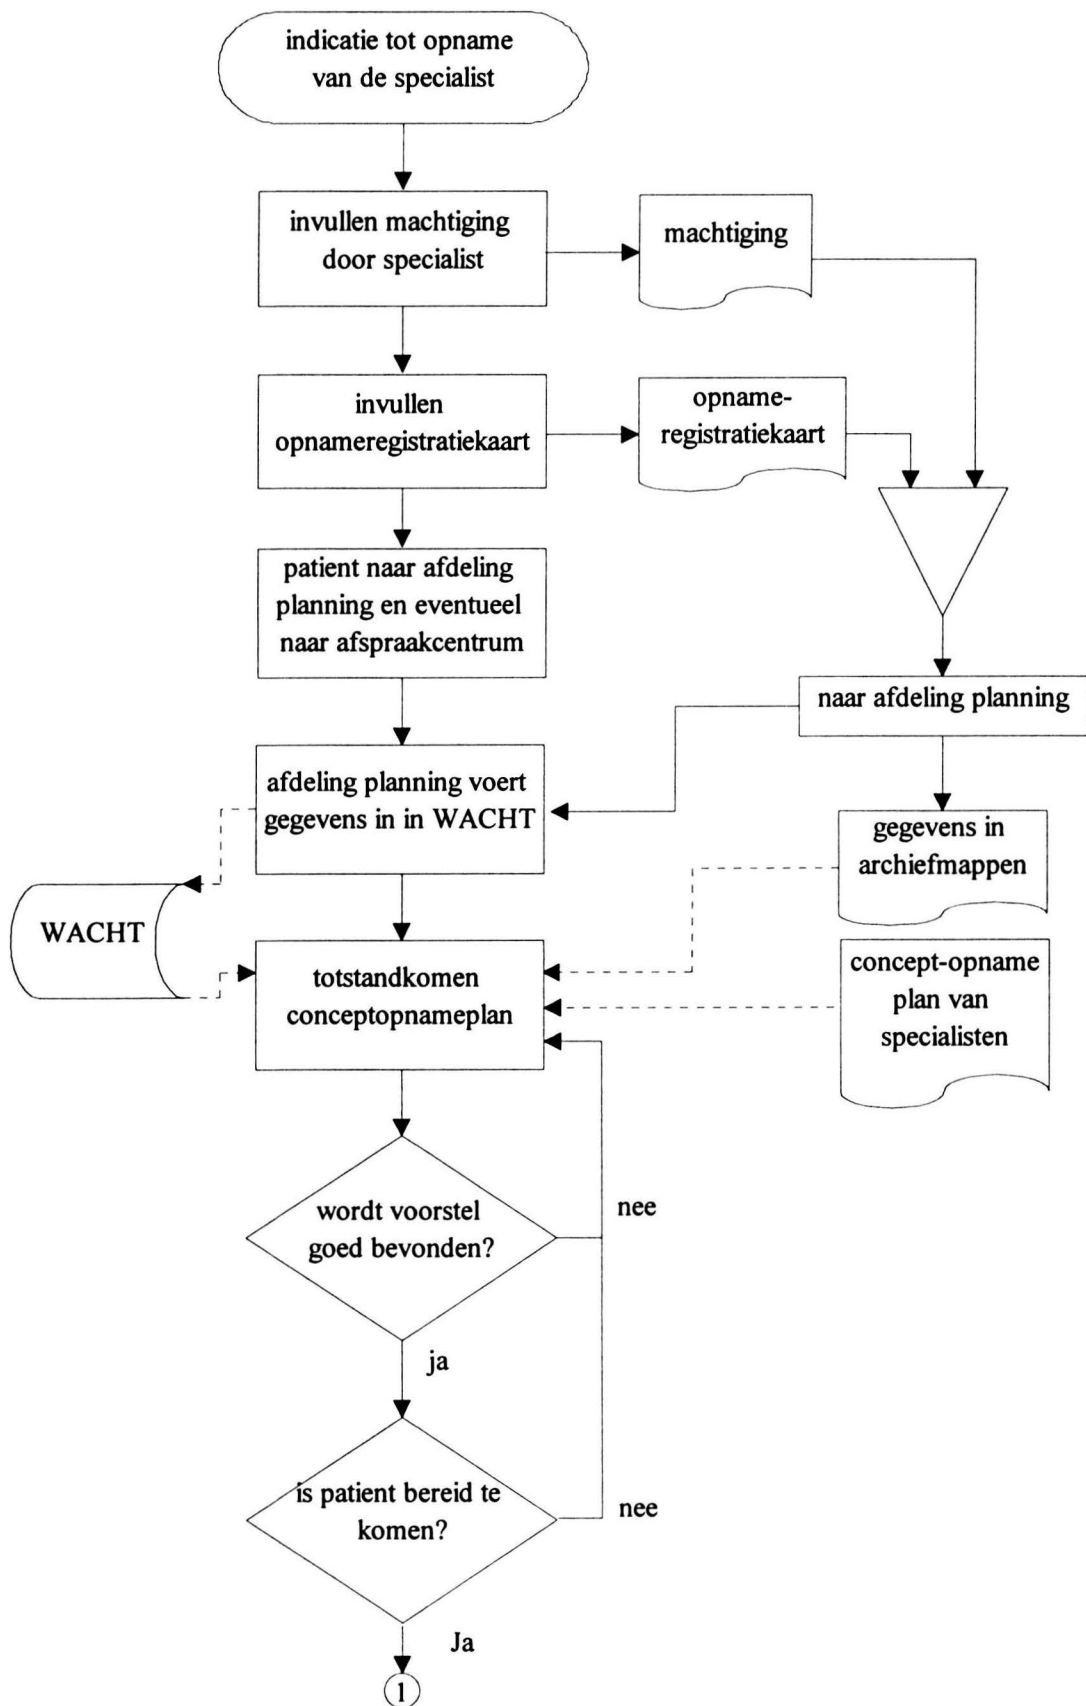 indicatie tot opname
van de specialist
invullen machtiging
door specialist
machtiging
invullen
opnameregistratiekaart
opname-
registratiekaart
patient naar afdeling
planning en eventueel
naar afspraakcentrum
naar afdeling planning
afdeling planning voert
gegevens in in WACHT
gegevens in
archiefmappen
WACHT
totstandkomen
conceptopnameplan
concept-opname
plan van
specialisten
wordt voorstel
goed bevonden?
nee
ja
is patient bereid te
komen?
nee
Ja
1